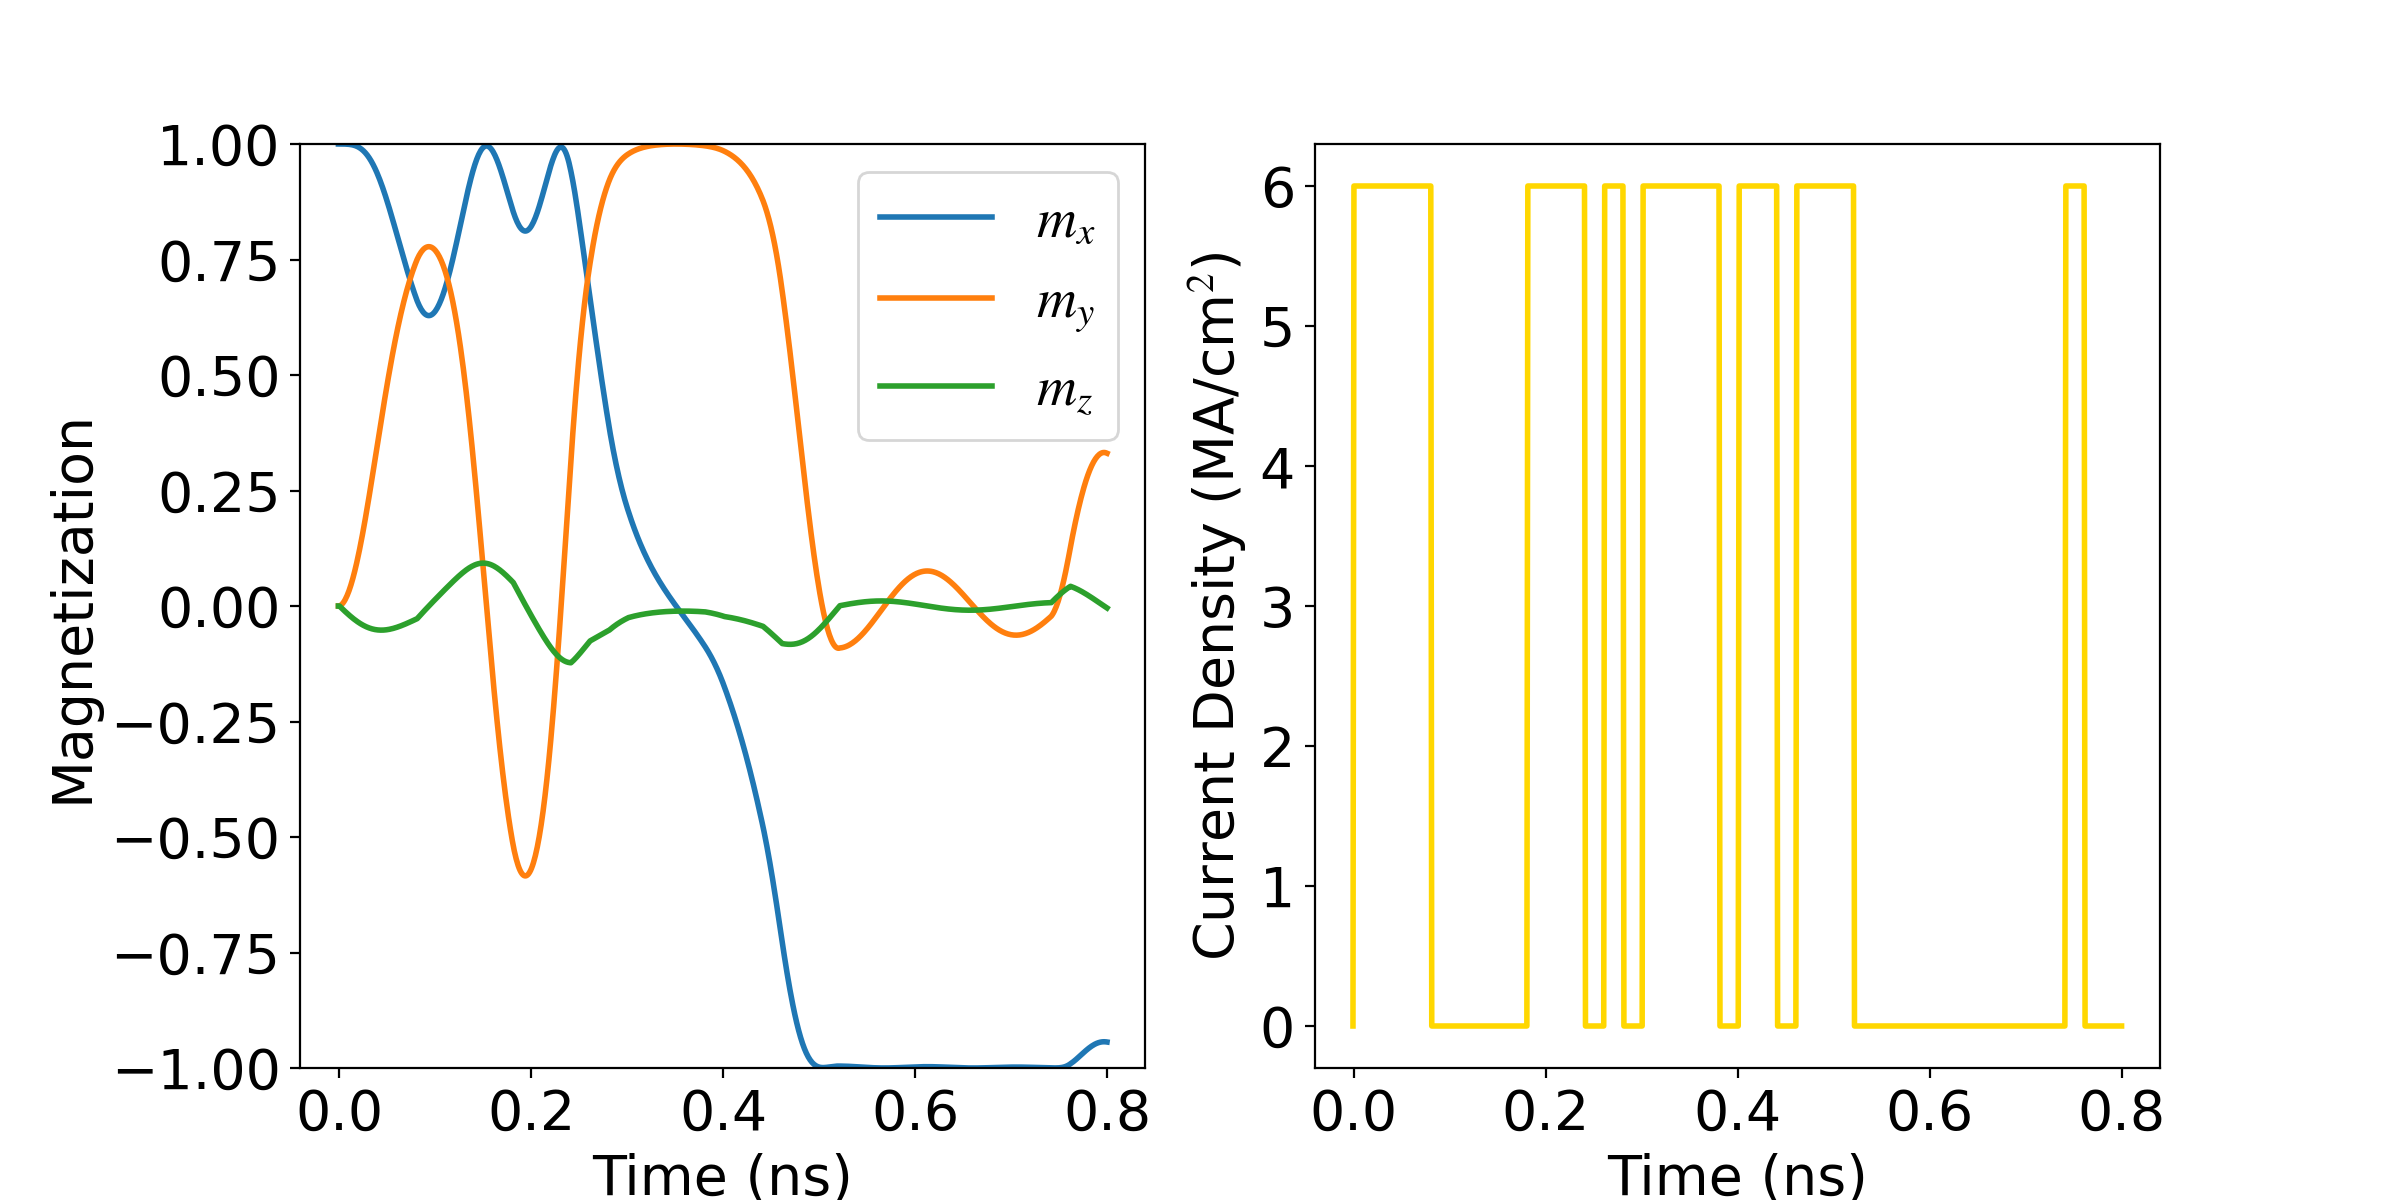 Magnetization
1.00
0.75
0.50
0.25
0.00
−0.25
−0.50
−0.75
−1.00
0.0 0.2 0.4 0.6 0.8
Time (ns)
m_x
m_y
m_z
Current Density (MA/cm²)
6
5
4
3
2
1
0
0.0 0.2 0.4 0.6 0.8
Time (ns)